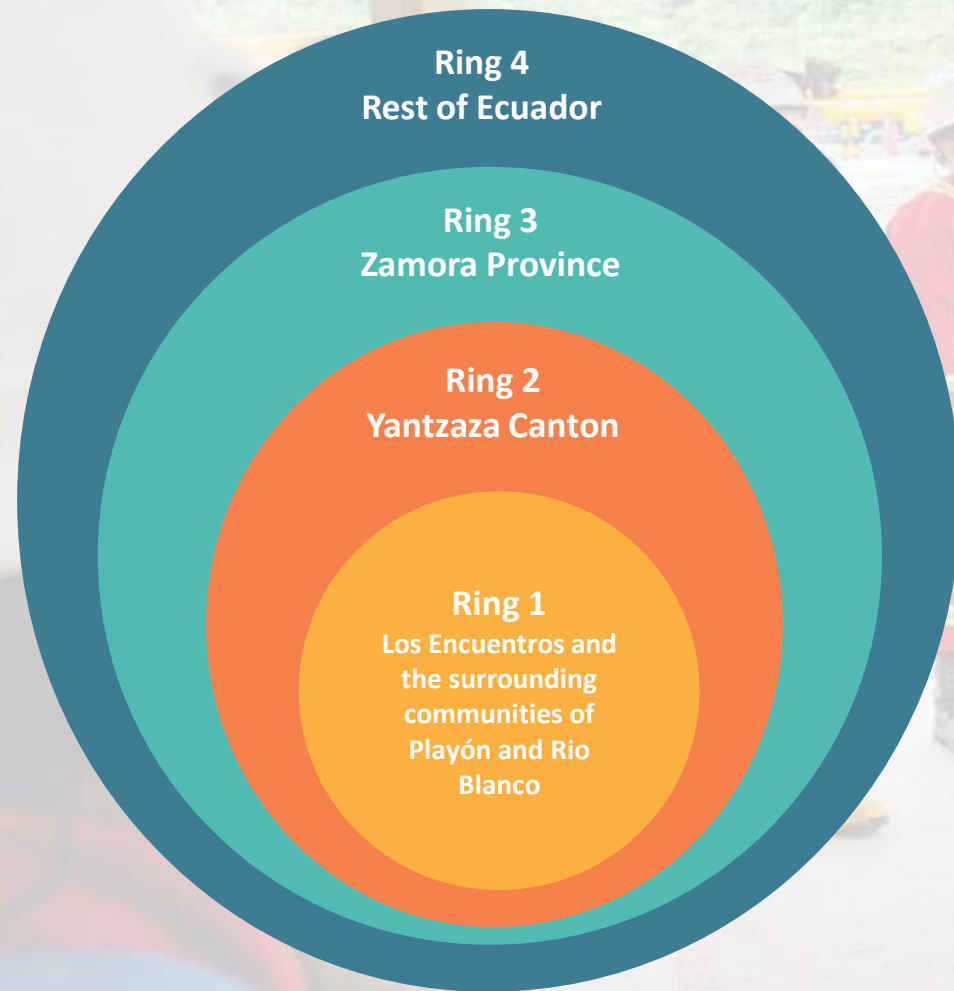 Ring 4
Rest of Ecuador
Ring 3
Zamora Province
Ring 2
Yantzaza Canton
Ring 1
Los Encuentros and
the surrounding
communities of
Playón and Rio
Blanco